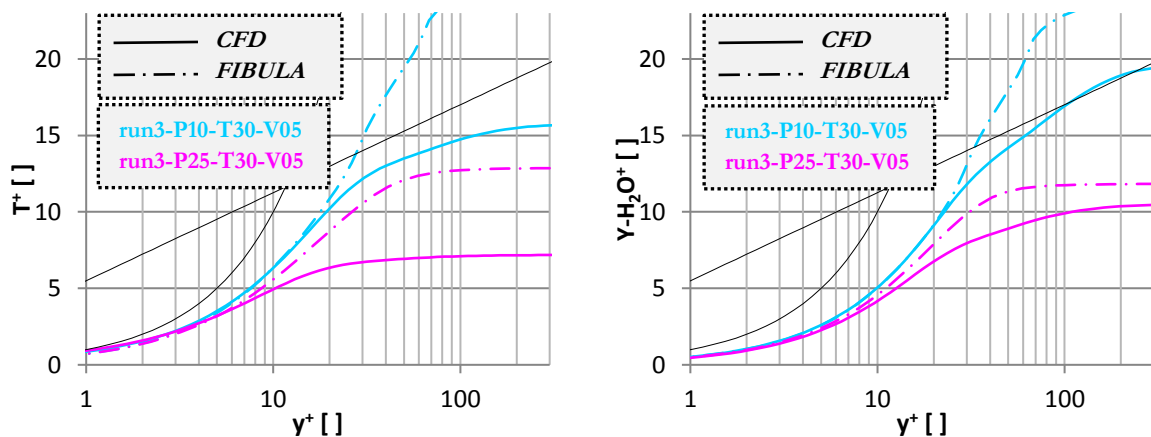 CFD
FIBULA
run3-P10-T30-V05
run3-P25-T30-V05
20
15
10
5
0
1
10
100
T⁺ [ ]
y⁺ [ ]
CFD
FIBULA
run3-P10-T30-V05
run3-P25-T30-V05
20
15
10
5
0
1
10
100
Y-H₂O⁺ [ ]
y⁺ [ ]